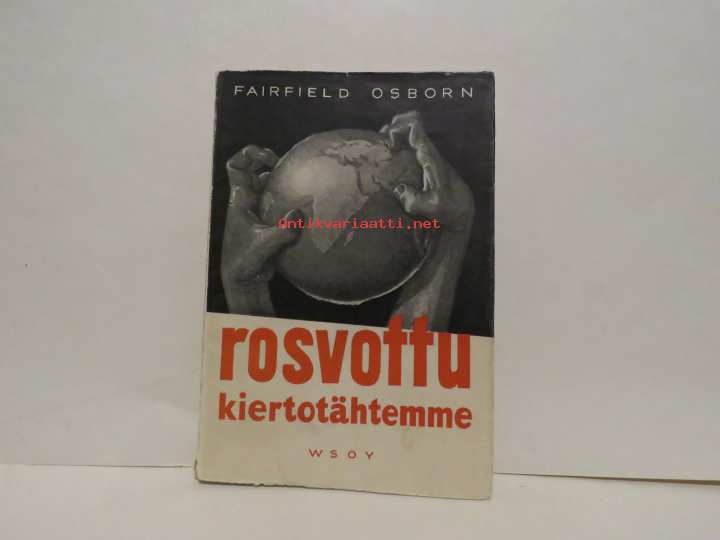 FAIRFIELD OSBORN
Antikvariaatti.net
rosvottu
kiertotähtemme
WSOY